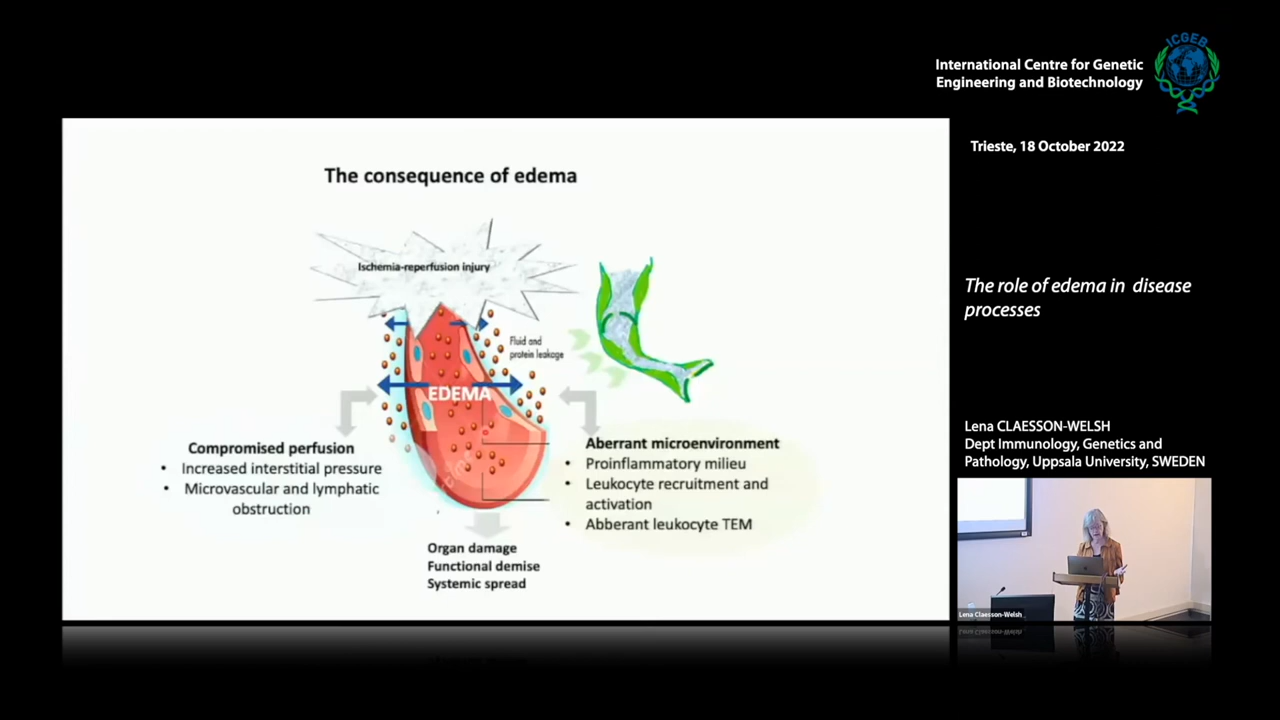 ICGEB
International Centre for Genetic
Engineering and Biotechnology
Trieste, 18 October 2022
The consequence of edema
Ischemia-reperfusion injury
Fluid and
protein leakage
EDEMA
Compromised perfusion
• Increased interstitial pressure
• Microvascular and lymphatic
obstruction
Aberrant microenvironment
• Proinflammatory milieu
• Leukocyte recruitment and
activation
• Abberant leukocyte TEM
Organ damage
Functional demise
Systemic spread
The role of edema in disease
processes
Lena CLAESSON-WELSH
Dept Immunology, Genetics and
Pathology, Uppsala University, SWEDEN
Lena Claesson-Welsh